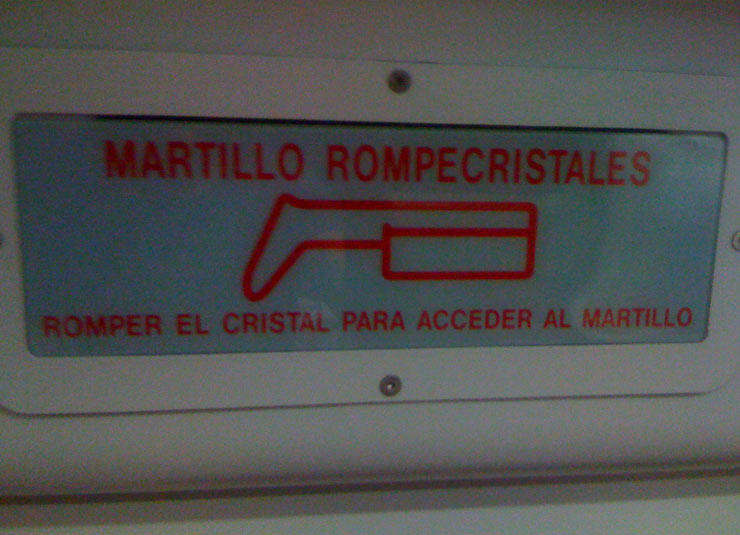 MARTILLO ROMPECRISTALES
ROMPER EL CRISTAL PARA ACCEDER AL MARTILLO